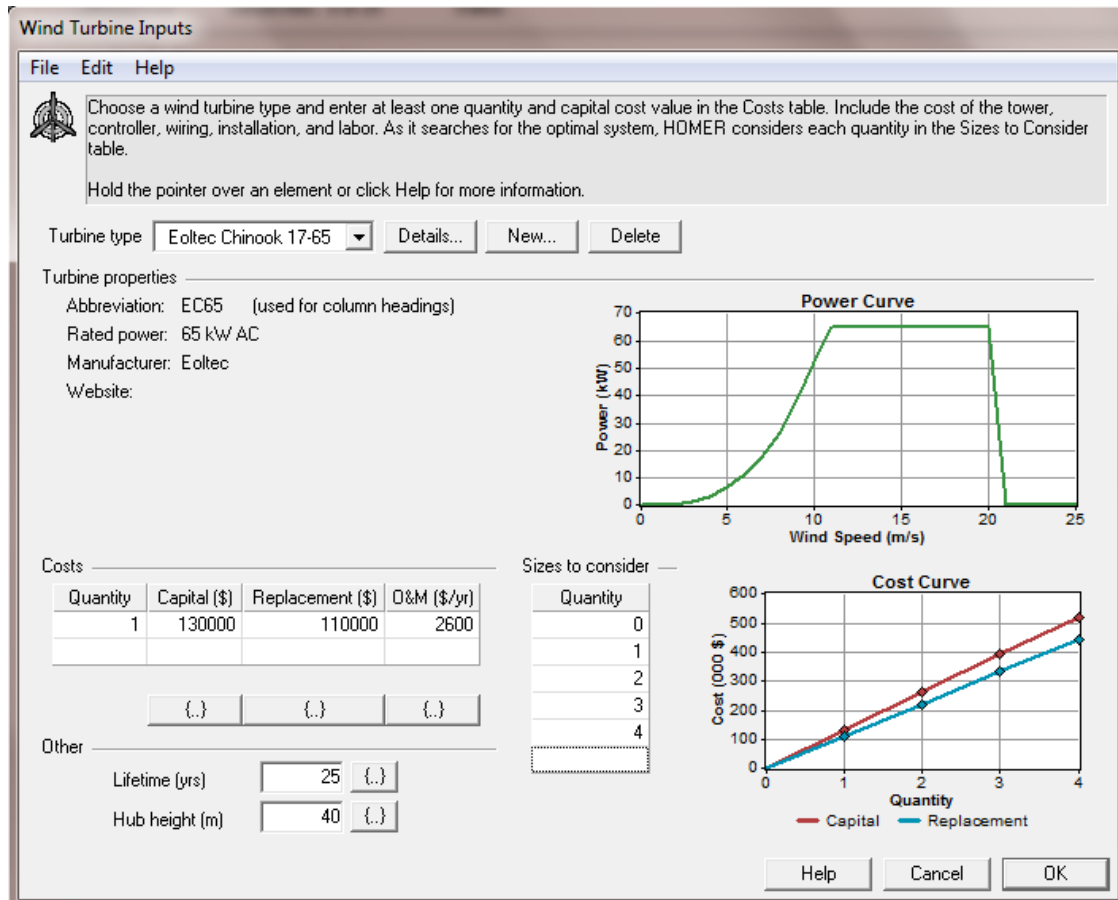 Wind Turbine Inputs
File Edit Help
Choose a wind turbine type and enter at least one quantity and capital cost value in the Costs table. Include the cost of the tower,
controller, wiring, installation, and labor. As it searches for the optimal system, HOMER considers each quantity in the Sizes to Consider
table.
Hold the pointer over an element or click Help for more information.
Turbine type Eoltec Chinook 17-65 Details... New... Delete
Turbine properties
Abbreviation: EC65 (used for column headings)
Rated power: 65 kW AC
Manufacturer: Eoltec
Website:
Power Curve
70
60
50
40
30
20
10
0
Power (kW)
0 5 10 15 20 25
Wind Speed (m/s)
Costs
Quantity Capital ($) Replacement ($) O&M ($/yr)
1 130000 110000 2600
{..} {..} {..}
Other
Lifetime (yrs) 25 {..}
Hub height (m) 40 {..}
Sizes to consider
Quantity
0
1
2
3
4
Cost Curve
600
500
400
300
200
100
0
Cost (000 $)
0 1 2 3 4
Quantity
Capital Replacement
Help Cancel OK